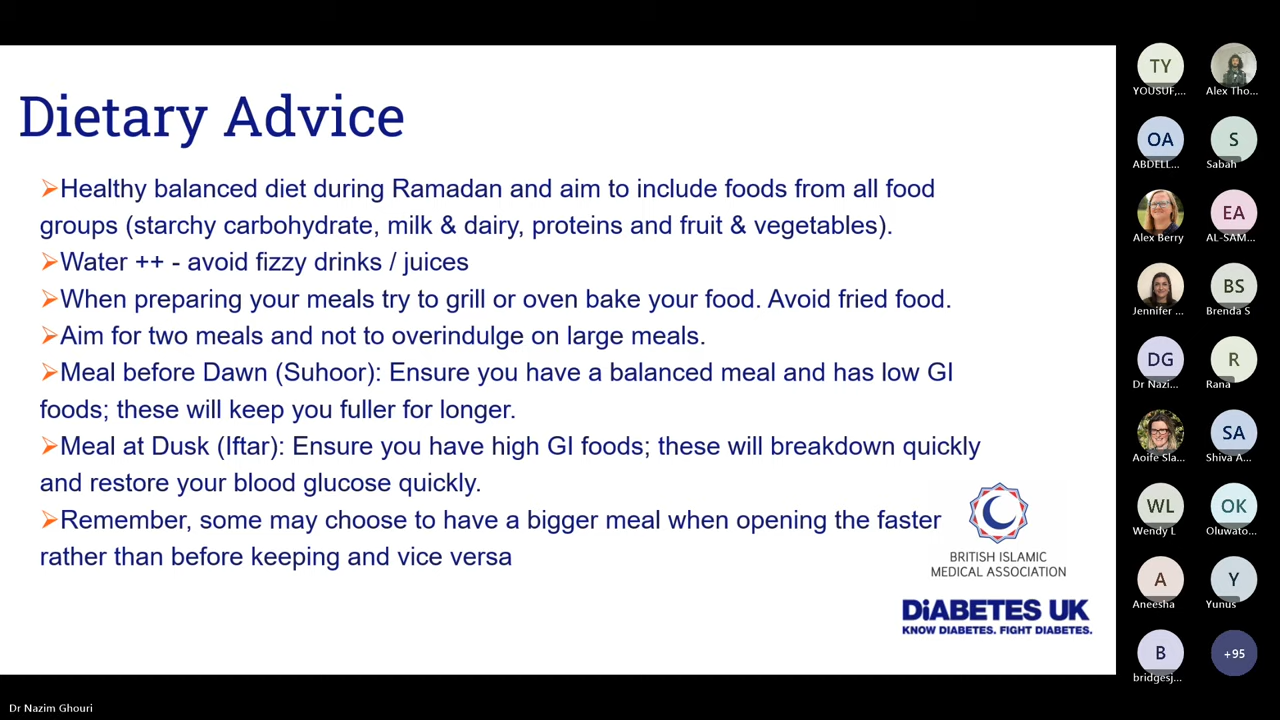 Dietary Advice
➢Healthy balanced diet during Ramadan and aim to include foods from all food
groups (starchy carbohydrate, milk & dairy, proteins and fruit & vegetables).
➢Water ++ - avoid fizzy drinks / juices
➢When preparing your meals try to grill or oven bake your food. Avoid fried food.
➢Aim for two meals and not to overindulge on large meals.
➢Meal before Dawn (Suhoor): Ensure you have a balanced meal and has low GI
foods; these will keep you fuller for longer.
➢Meal at Dusk (Iftar): Ensure you have high GI foods; these will breakdown quickly
and restore your blood glucose quickly.
➢Remember, some may choose to have a bigger meal when opening the faster
rather than before keeping and vice versa
BRITISH ISLAMIC
MEDICAL ASSOCIATION
DiABETES UK
KNOW DIABETES. FIGHT DIABETES.
TY
YOUSUF,...
Alex Tho...
OA
ABDELL...
S
Sabah
Alex Berry
EA
AL-SAM...
Jennifer ...
BS
Brenda S
DG
Dr Nazi...
R
Rana
Aoife Sla...
SA
Shiva A...
WL
Wendy L
OK
Oluwato...
A
Aneesha
Y
Yunus
B
bridgesj...
+95
Dr Nazim Ghouri